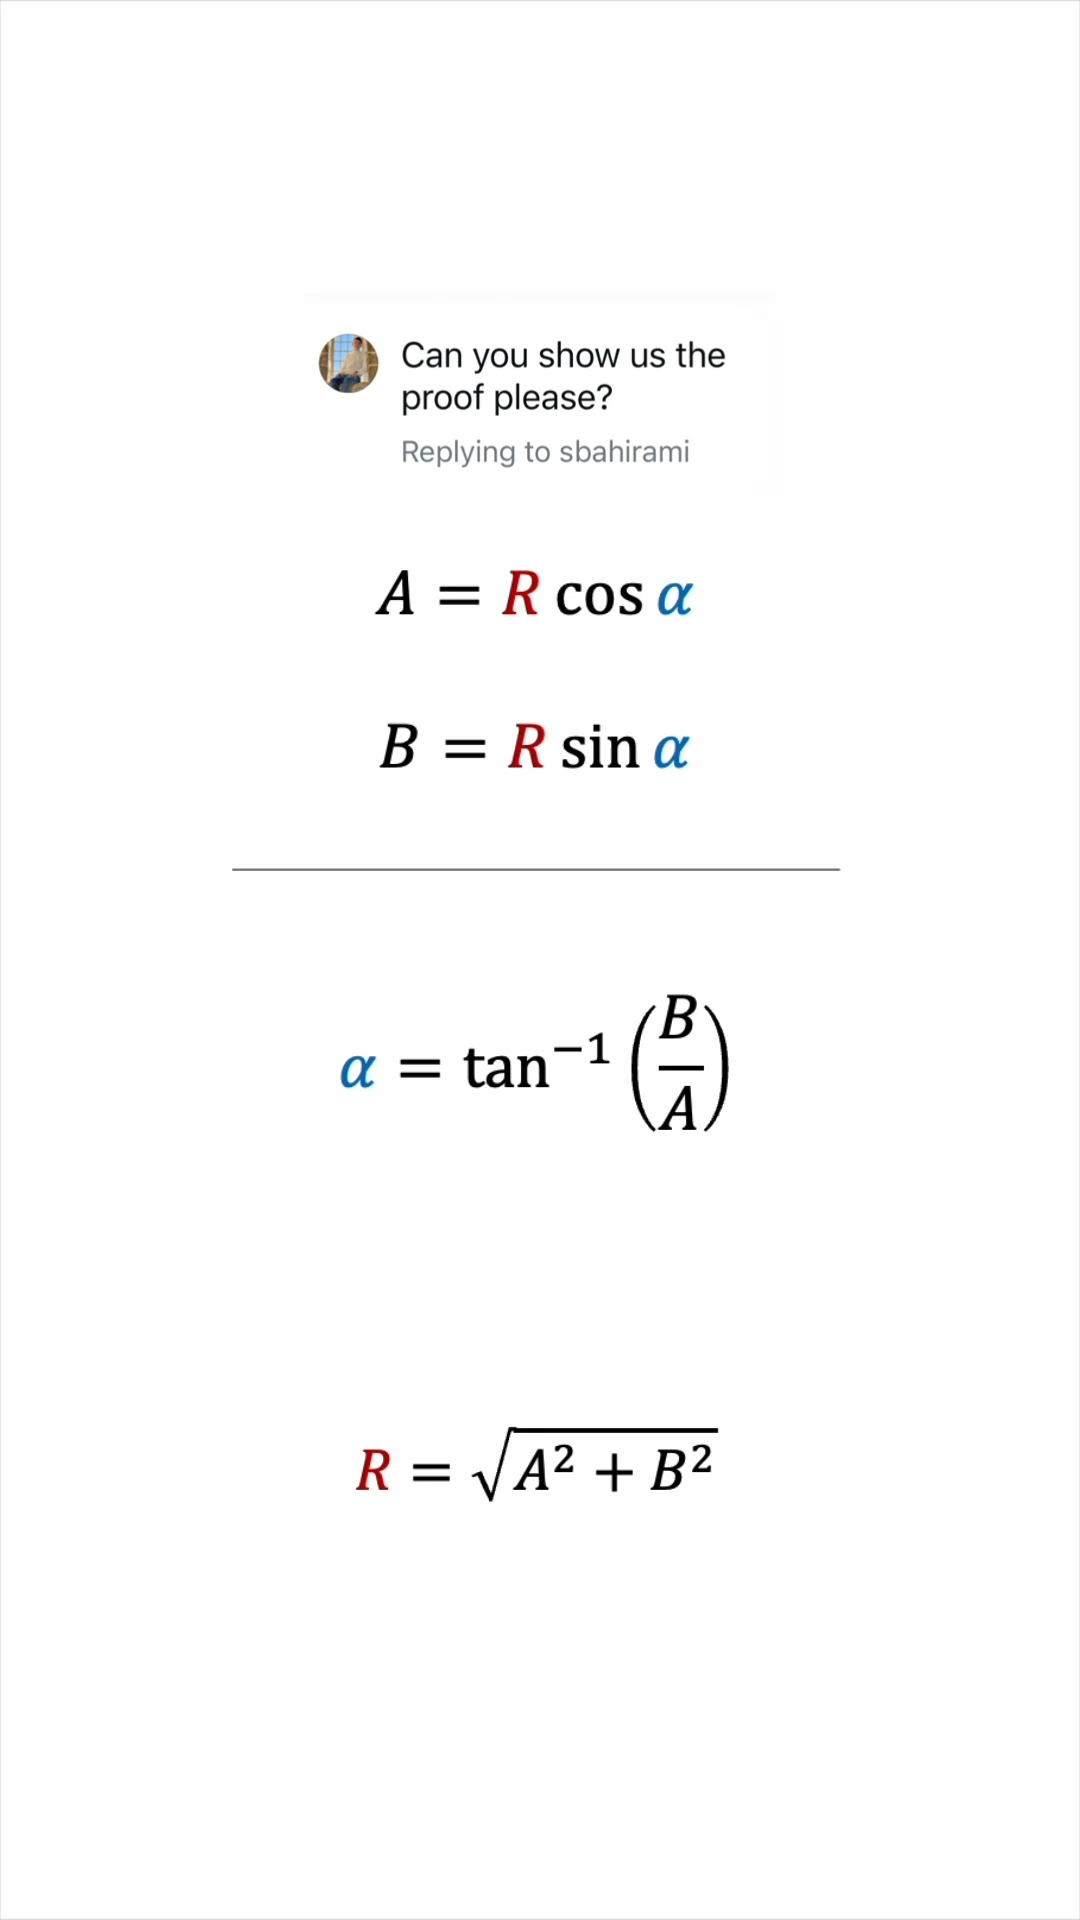 Can you show us the
proof please?
Replying to sbahirami
A = R cos α
B = R sin α
α = tan⁻¹ (B/A)
R = √(A² + B²)